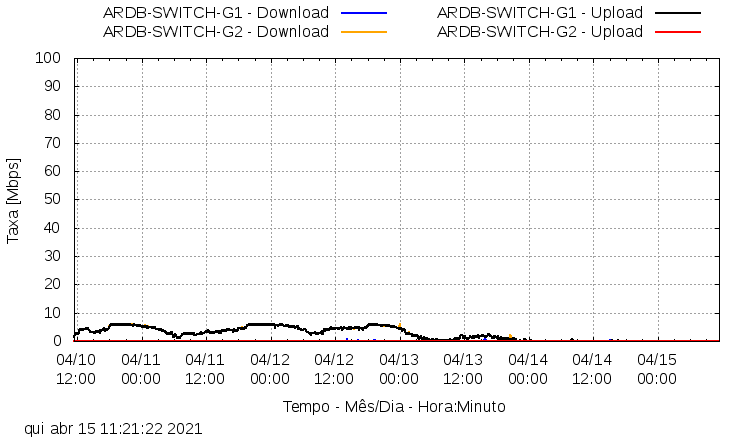 ARDB-SWITCH-G1 - Download ARDB-SWITCH-G1 - Upload
ARDB-SWITCH-G2 - Download ARDB-SWITCH-G2 - Upload
100
90
80
70
60
50
40
30
20
10
0
Taxa [Mbps]
04/10 04/11 04/11 04/12 04/12 04/13 04/13 04/14 04/14 04/15
12:00 00:00 12:00 00:00 12:00 00:00 12:00 00:00 12:00 00:00
Tempo - Mês/Dia - Hora:Minuto
qui abr 15 11:21:22 2021